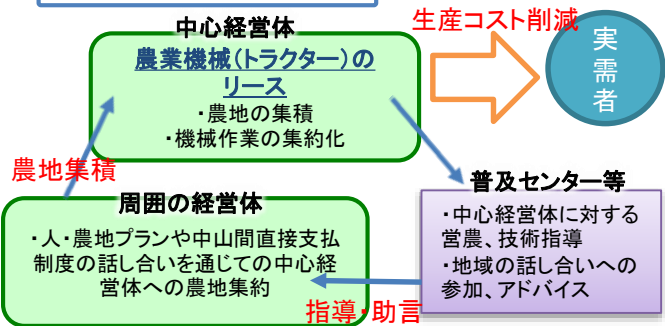 中心経営体
農業機械(トラクター)の
リース
・農地の集積
・機械作業の集約化
生産コスト削減
実
需
者
農地集積
周囲の経営体
・人・農地プランや中山間直接支払
制度の話し合いを通じての中心経
営体への農地集約
普及センター等
・中心経営体に対する
営農、技術指導
・地域の話し合いへの
参加、アドバイス
指導・助言